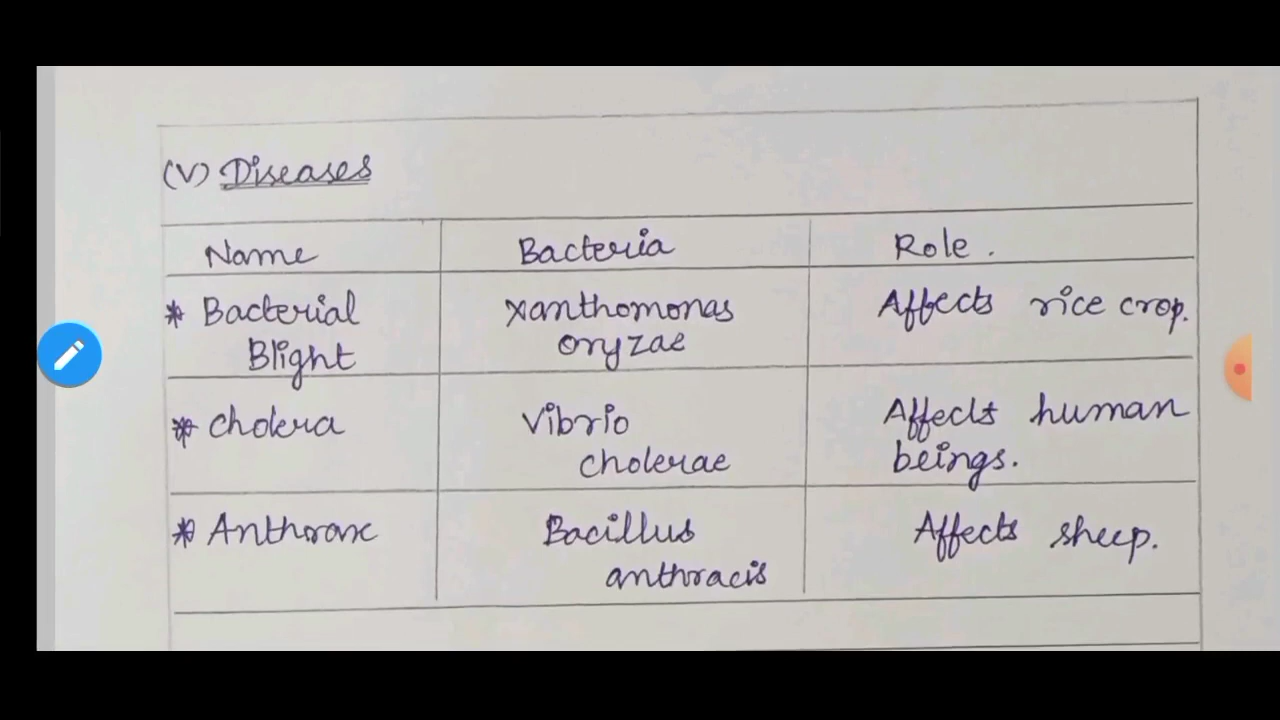 (V) Diseases
Name Bacteria Role.
* Bacterial Blight Xanthomonas oryzae Affects rice crop.
* Cholera Vibrio cholerae Affects human beings.
* Anthrax Bacillus anthracis Affects sheep.